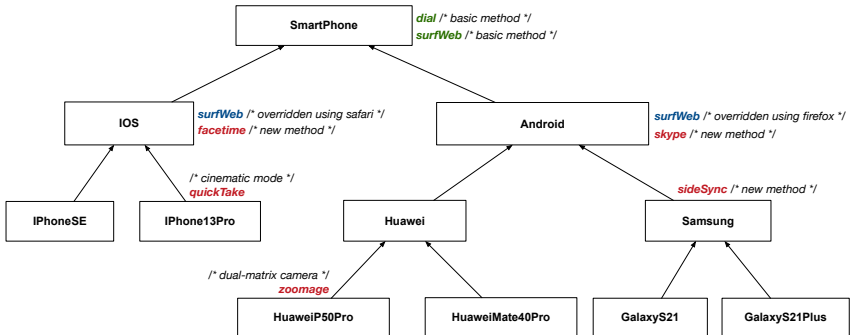 SmartPhone
dial /* basic method */
surfWeb /* basic method */
IOS
surfWeb /* overridden using safari */
facetime /* new method */
Android
surfWeb /* overridden using firefox */
skype /* new method */
/* cinematic mode */
quickTake
IPhoneSE
IPhone13Pro
Huawei
sideSync /* new method */
Samsung
/* dual-matrix camera */
zoomage
HuaweiP50Pro
HuaweiMate40Pro
GalaxyS21
GalaxyS21Plus